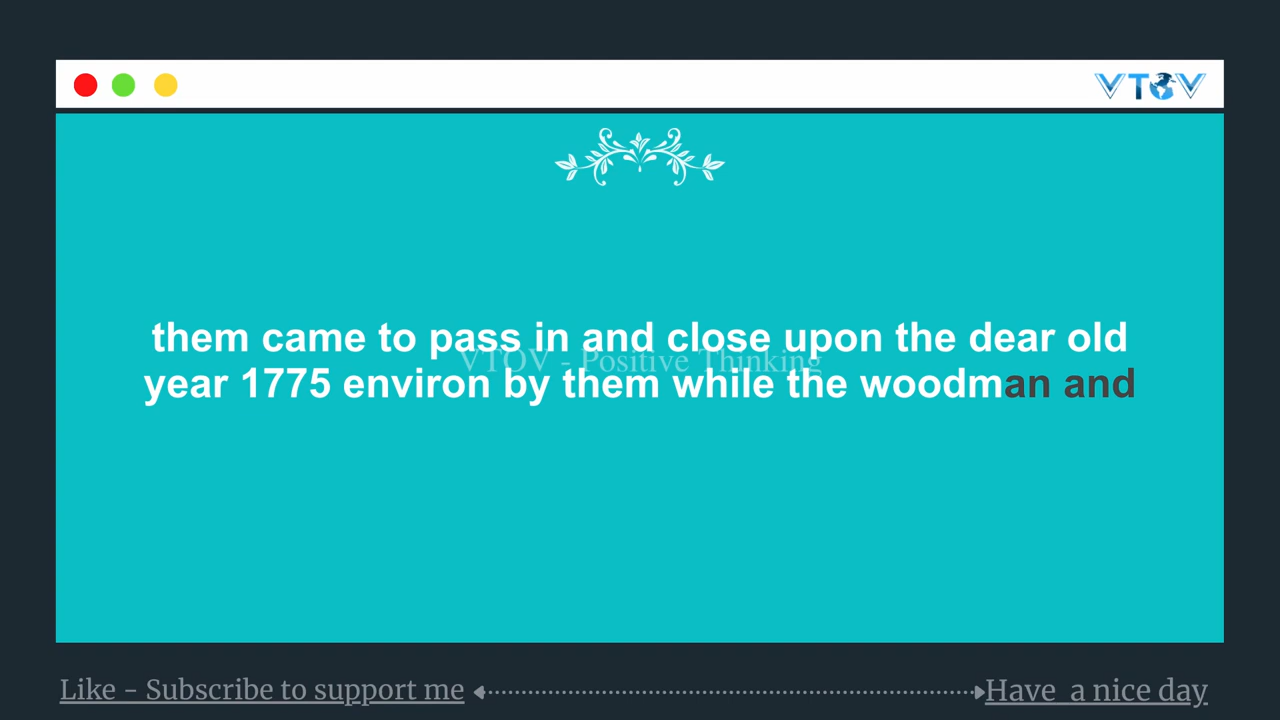 VTOV
them came to pass in and close upon the dear old
VTOV - Positive Thinking
year 1775 environ by them while the woodman and
Like - Subscribe to support me
Have a nice day